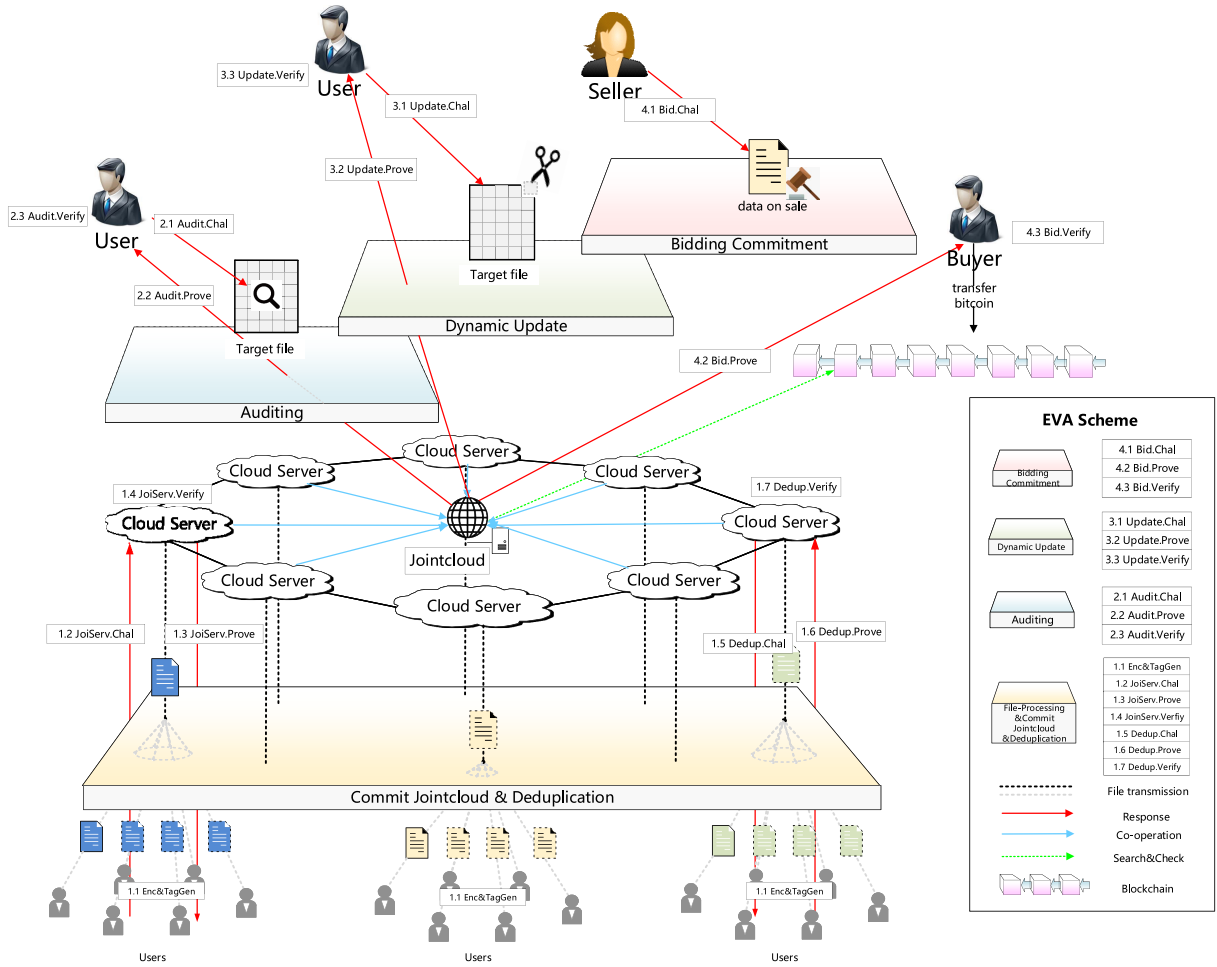 3.3 Update.Verify
User
3.1 Update.Chal
Seller
4.1 Bid.Chal
3.2 Update.Prove
data on sale
Bidding Commitment
2.3 Audit.Verify
User
2.1 Audit.Chal
4.3 Bid.Verify
Buyer
Target file
transfer
bitcoin
2.2 Audit.Prove
Dynamic Update
Target file
4.2 Bid.Prove
Auditing
EVA Scheme
Bidding
Commitment
4.1 Bid.Chal
4.2 Bid.Prove
4.3 Bid.Verify
Dynamic Update
3.1 Update.Chal
3.2 Update.Prove
3.3 Update.Verify
Auditing
2.1 Audit.Chal
2.2 Audit.Prove
2.3 Audit.Verify
File-Processing
&Commit
Jointcloud
&Deduplication
1.1 Enc&TagGen
1.2 JoiServ.Chal
1.3 JoiServ.Prove
1.4 JoinServ.Verfiy
1.5 Dedup.Chal
1.6 Dedup.Prove
1.7 Dedup.Verify
File transmission
Response
Co-operation
Search&Check
Blockchain
Cloud Server
Cloud Server
Cloud Server
1.4 JoiServ.Verify
1.7 Dedup.Verify
Cloud Server
Cloud Server
Jointcloud
Cloud Server
Cloud Server
Cloud Server
1.2 JoiServ.Chal
1.3 JoiServ.Prove
1.5 Dedup.Chal
1.6 Dedup.Prove
Commit Jointcloud & Deduplication
1.1 Enc&TagGen
1.1 Enc&TagGen
1.1 Enc&TagGen
Users
Users
Users